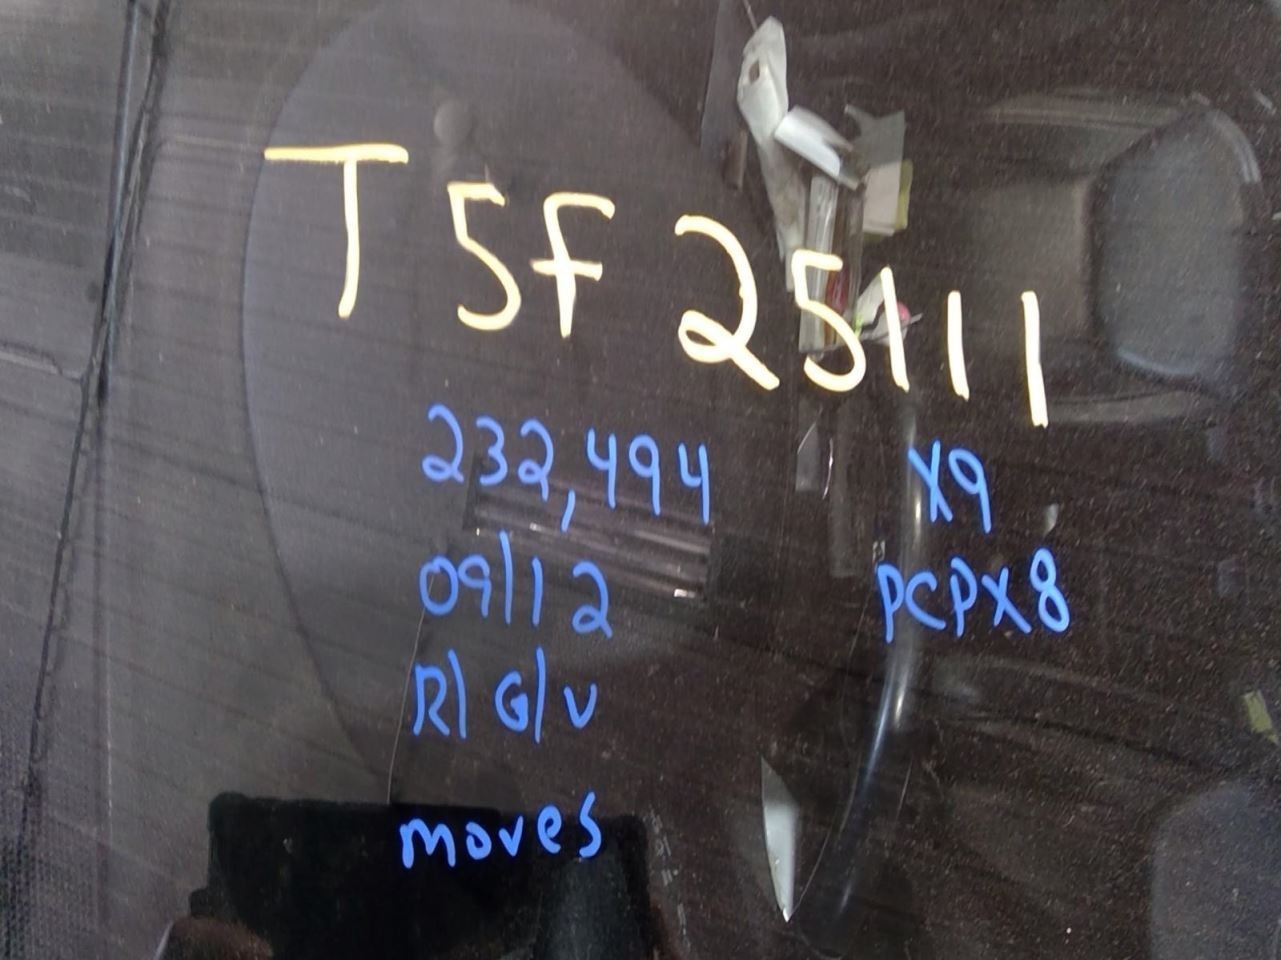 T5F25111
232,494 X9
09/12 PCPX8
R/G/V
moves